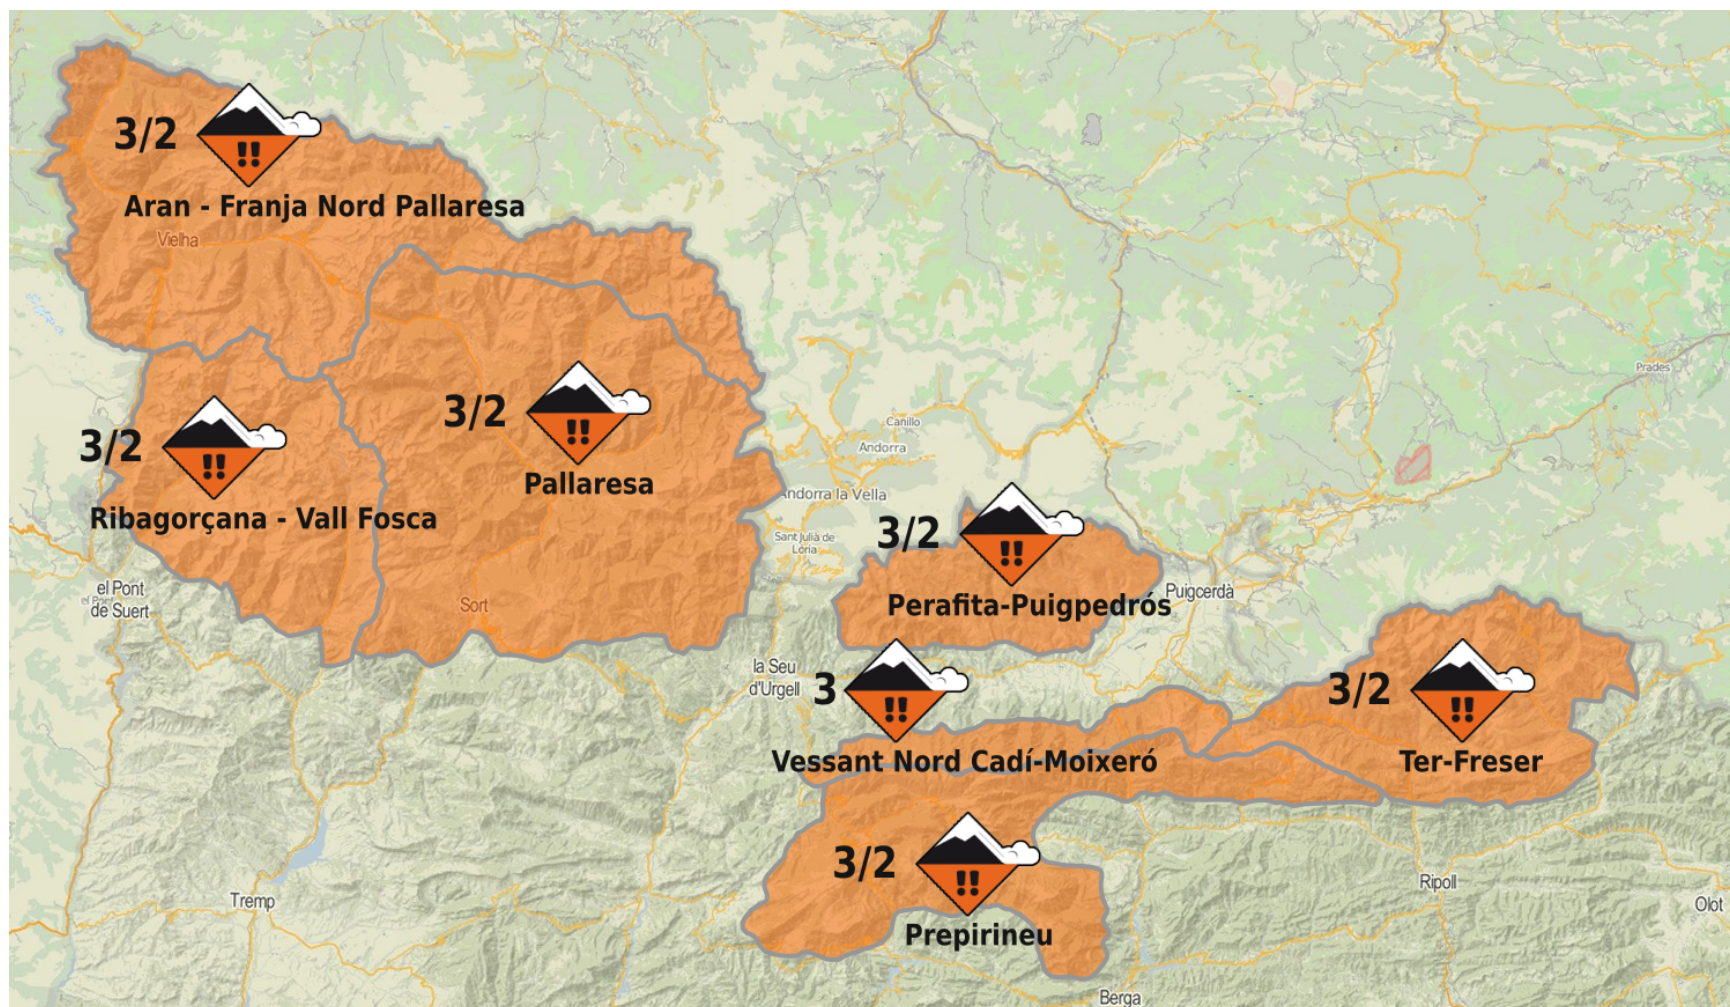 3/2
!!
Aran - Franja Nord Pallaresa
Vielha
3/2
!!
Pallaresa
3/2
!!
Ribagorçana - Vall Fosca
Canillo
Andorra
Andorra la Vella
Sant Julià de
Lòria
Prades
el Pont
de Suert
Sort
3/2
!!
Perafita-Puigpedrós
Puigcerdà
la Seu
d'Urgell
3
!!
Vessant Nord Cadí-Moixeró
3/2
!!
Ter-Freser
3/2
!!
Prepirineu
Tremp
Ripoll
Olot
Berga